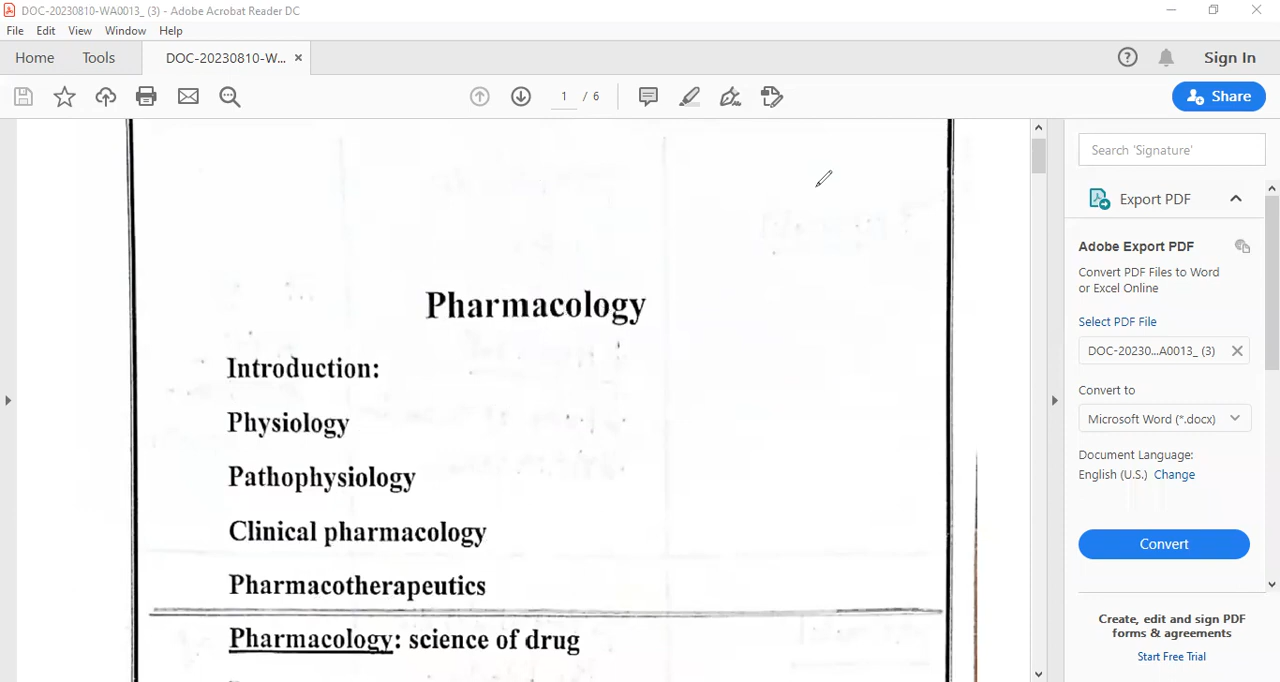 DOC-20230810-WA0013_ (3) - Adobe Acrobat Reader DC
File Edit View Window Help
Home Tools DOC-20230810-W... ×
Sign In
1 / 6
Share
Search 'Signature'
Export PDF
Adobe Export PDF
Convert PDF Files to Word
or Excel Online
Select PDF File
DOC-20230...A0013_ (3)
Convert to
Microsoft Word (*.docx)
Document Language:
English (U.S.) Change
Convert
Create, edit and sign PDF
forms & agreements
Start Free Trial
Pharmacology
Introduction:
Physiology
Pathophysiology
Clinical pharmacology
Pharmacotherapeutics
Pharmacology: science of drug